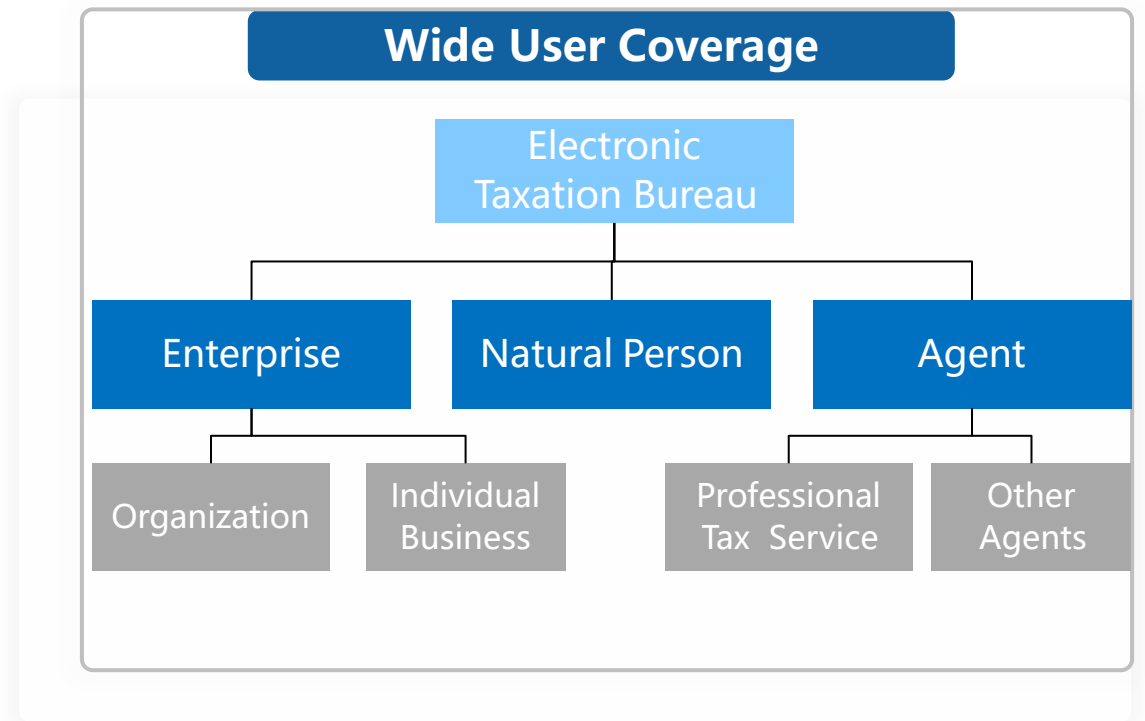 Wide User Coverage
Electronic
Taxation Bureau
Enterprise
Natural Person
Agent
Organization
Individual
Business
Professional
Tax Service
Other
Agents